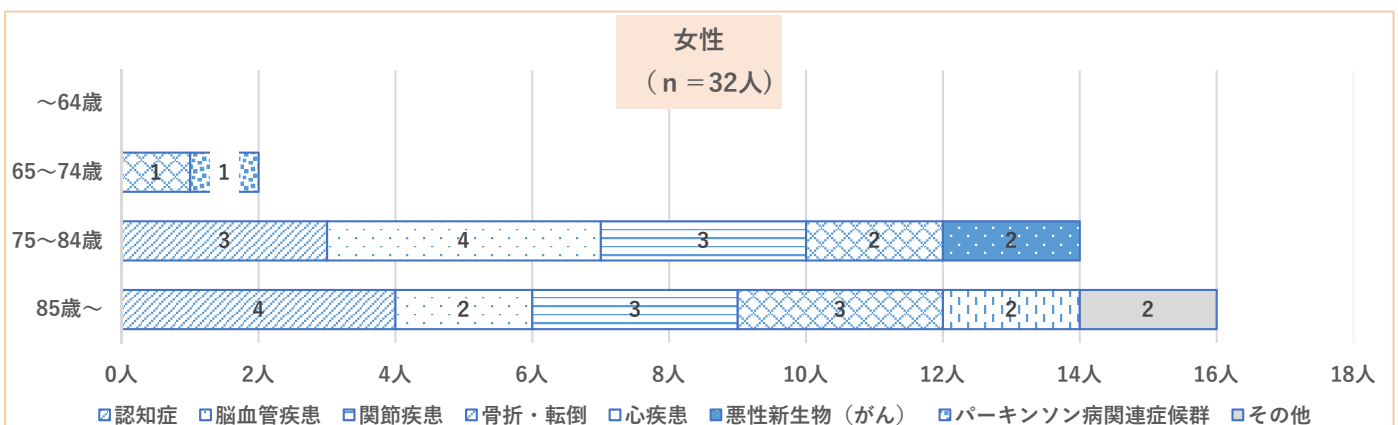 女性
（ｎ＝32人）
～64歳
65～74歳
1
1
75～84歳
3
4
3
2
2
85歳～
4
2
3
3
2
2
0人
2人
4人
6人
8人
10人
12人
14人
16人
18人
認知症
脳血管疾患
関節疾患
骨折・転倒
心疾患
悪性新生物（がん）
パーキンソン病関連症候群
その他